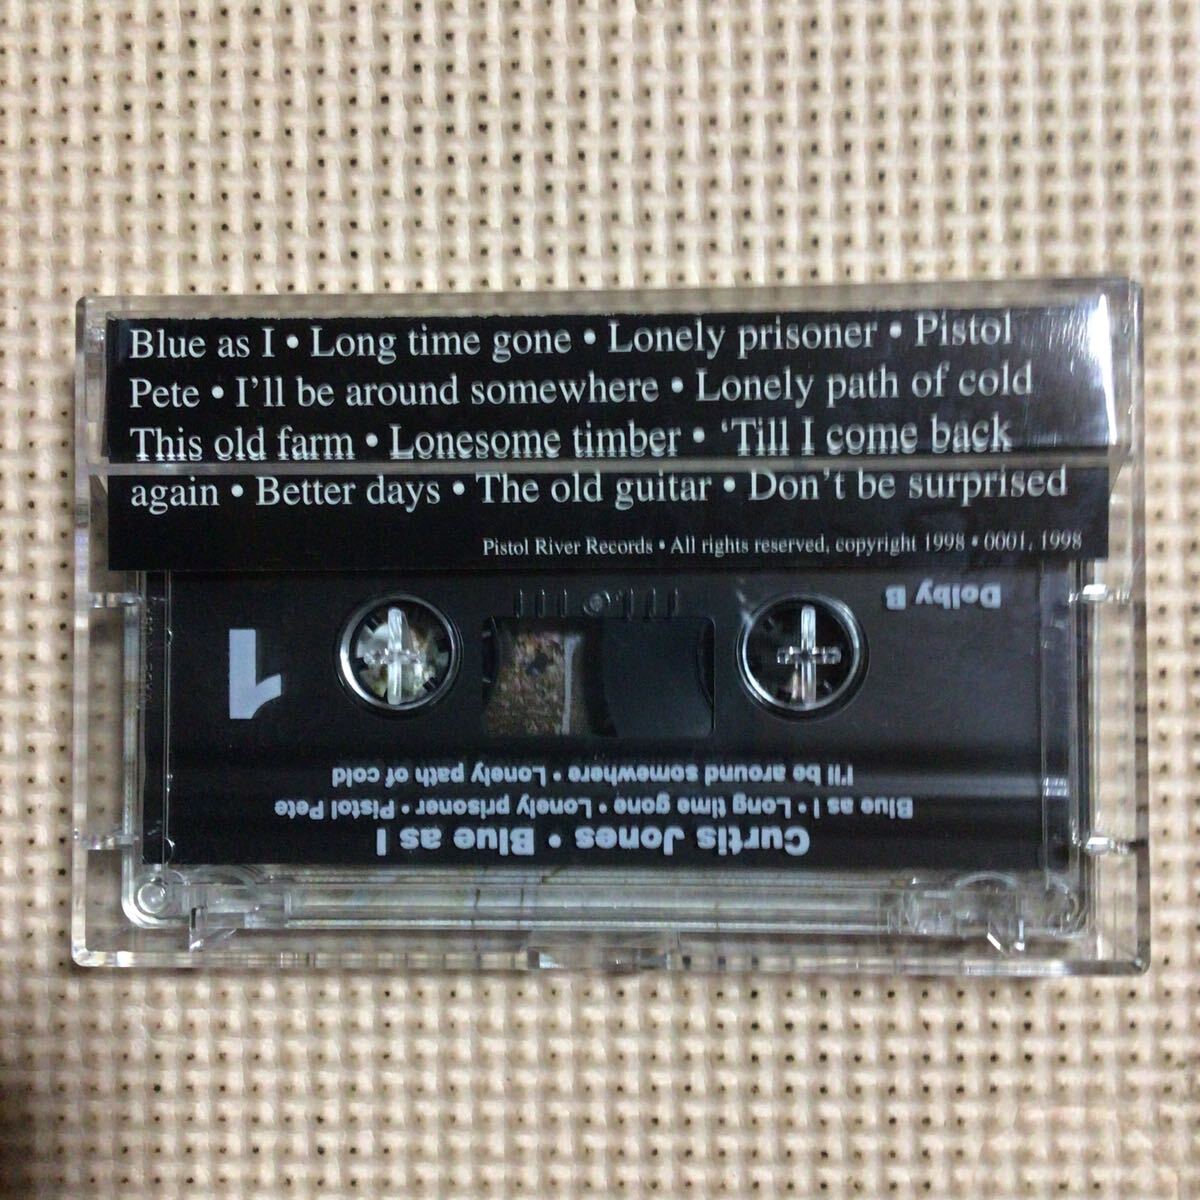 Blue as I • Long time gone • Lonely prisoner • Pistol
Pete • I'll be around somewhere • Lonely path of cold
This old farm • Lonesome timber • ‘Till I come back
again • Better days • The old guitar • Don't be surprised
Pistol River Records • All rights reserved, copyright 1998 • 0001, 1998
Curtis Jones • Blue as I
Blue as I • Long time gone • Lonely prisoner • Pistol Pete
I'll be around somewhere • Lonely path of cold
1
Dolby B